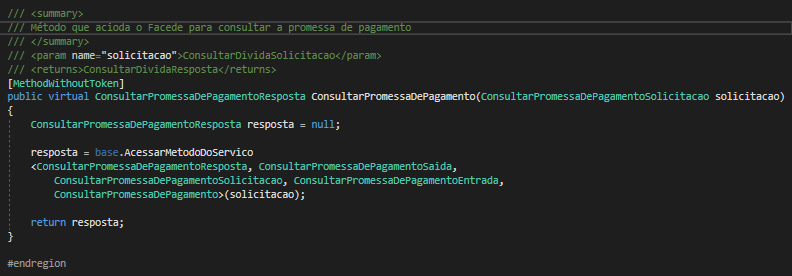 /// <summary>
/// Método que acioda o Facede para consultar a promessa de pagamento
/// </summary>
/// <param name="solicitacao">ConsultarDividaSolicitacao</param>
/// <returns>ConsultarDividaResposta</returns>
[MethodWithoutToken]
public virtual ConsultarPromessaDePagamentoResposta ConsultarPromessaDePagamento(ConsultarPromessaDePagamentoSolicitacao solicitacao)
{
ConsultarPromessaDePagamentoResposta resposta = null;
resposta = base.AcessarMetodoDoServico
<ConsultarPromessaDePagamentoResposta, ConsultarPromessaDePagamentoSaida,
ConsultarPromessaDePagamentoSolicitacao, ConsultarPromessaDePagamentoEntrada,
ConsultarPromessaDePagamento>(solicitacao);
return resposta;
}
#endregion